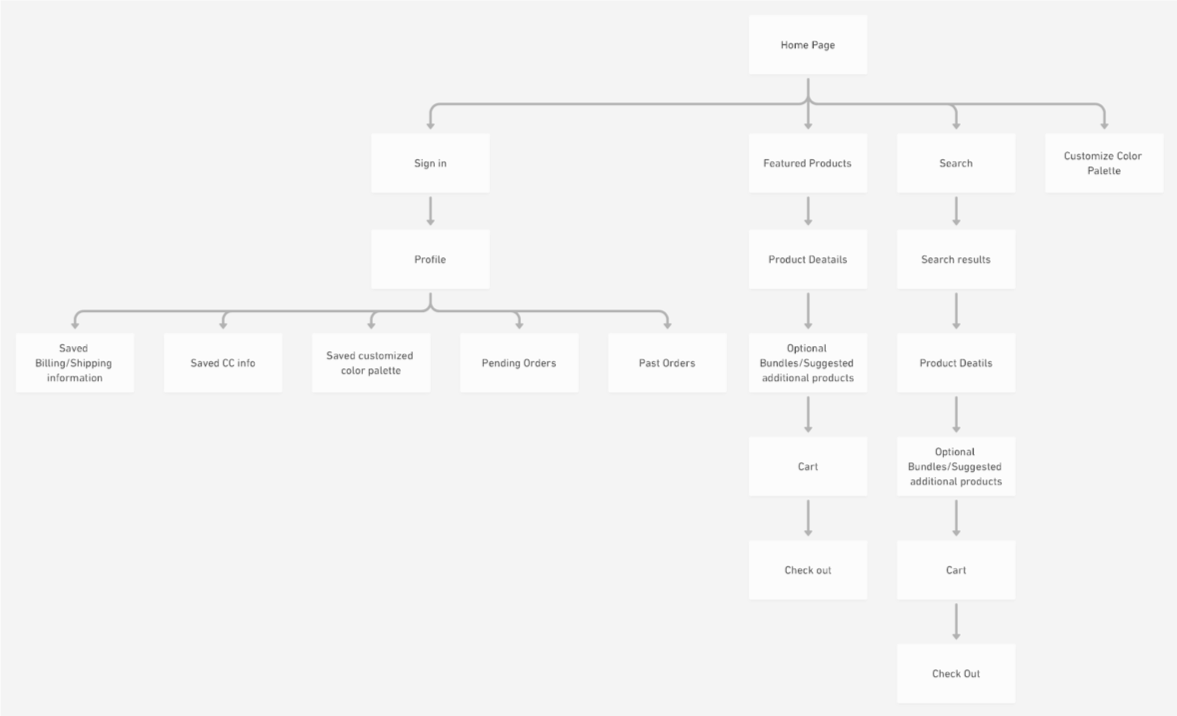 Home Page
Sign in
Featured Products
Search
Customize Color
Palette
Profile
Product Deatails
Search results
Saved
Billing/Shipping
information
Saved CC info
Saved customized
color palette
Pending Orders
Past Orders
Optional
Bundles/Suggested
additional products
Product Deatils
Cart
Optional
Bundles/Suggested
additional products
Check out
Cart
Check Out